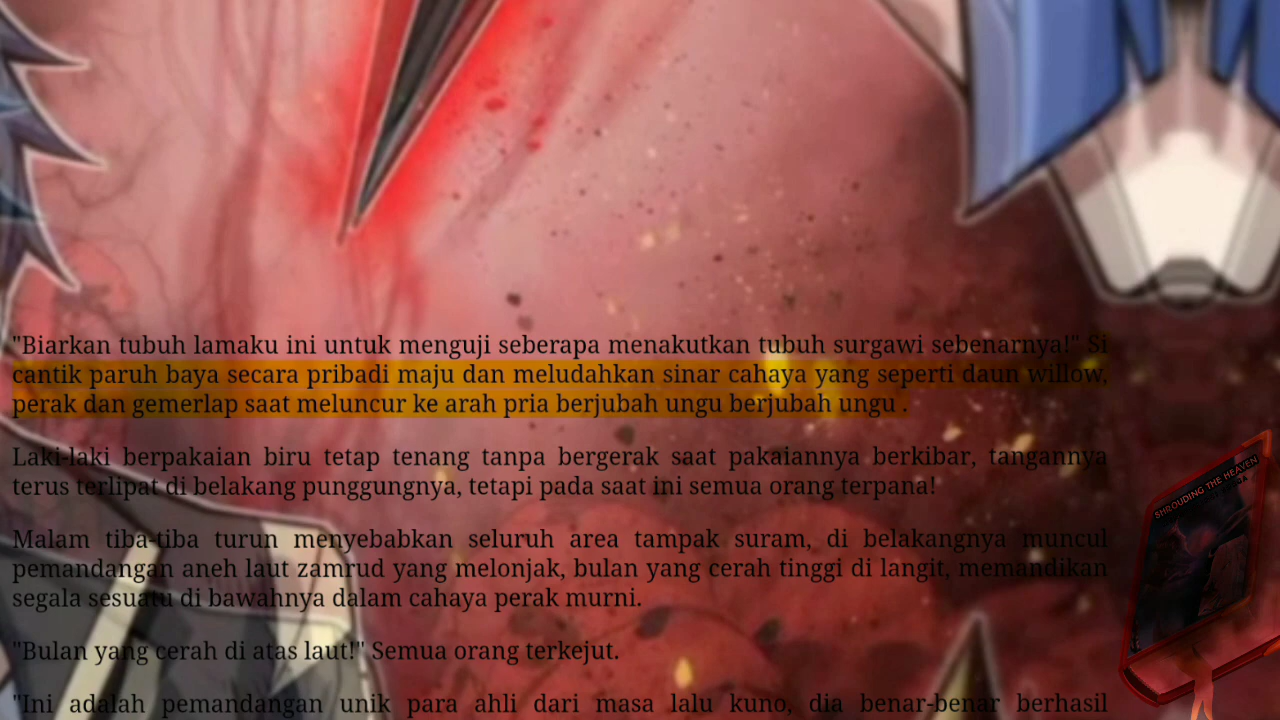 "Biarkan tubuh lamaku ini untuk menguji seberapa menakutkan tubuh surgawi sebenarnya!" Si
cantik paruh baya secara pribadi maju dan meludahkan sinar cahaya yang seperti daun willow,
perak dan gemerlap saat meluncur ke arah pria berjubah ungu berjubah ungu .
Laki-laki berpakaian biru tetap tenang tanpa bergerak saat pakaiannya berkibar, tangannya
terus terlipat di belakang punggungnya, tetapi pada saat ini semua orang terpana!
Malam tiba-tiba turun menyebabkan seluruh area tampak suram, di belakangnya muncul
pemandangan aneh laut zamrud yang melonjak, bulan yang cerah tinggi di langit, memandikan
segala sesuatu di bawahnya dalam cahaya perak murni.
"Bulan yang cerah di atas laut!" Semua orang terkejut.
"Ini adalah pemandangan unik para ahli dari masa lalu kuno, dia benar-benar berhasil
SHROUDING THE HEAVEN